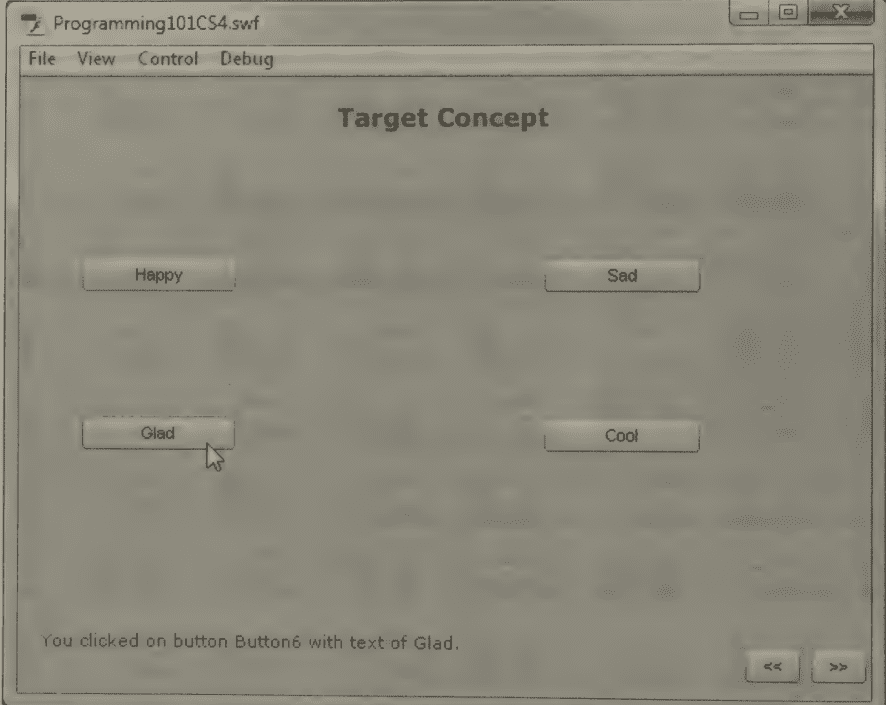 Programming101CS4.swf
File View Control Debug
Target Concept
Happy Sad
Glad Cool
You clicked on button Button6 with text of Glad.
<< >>